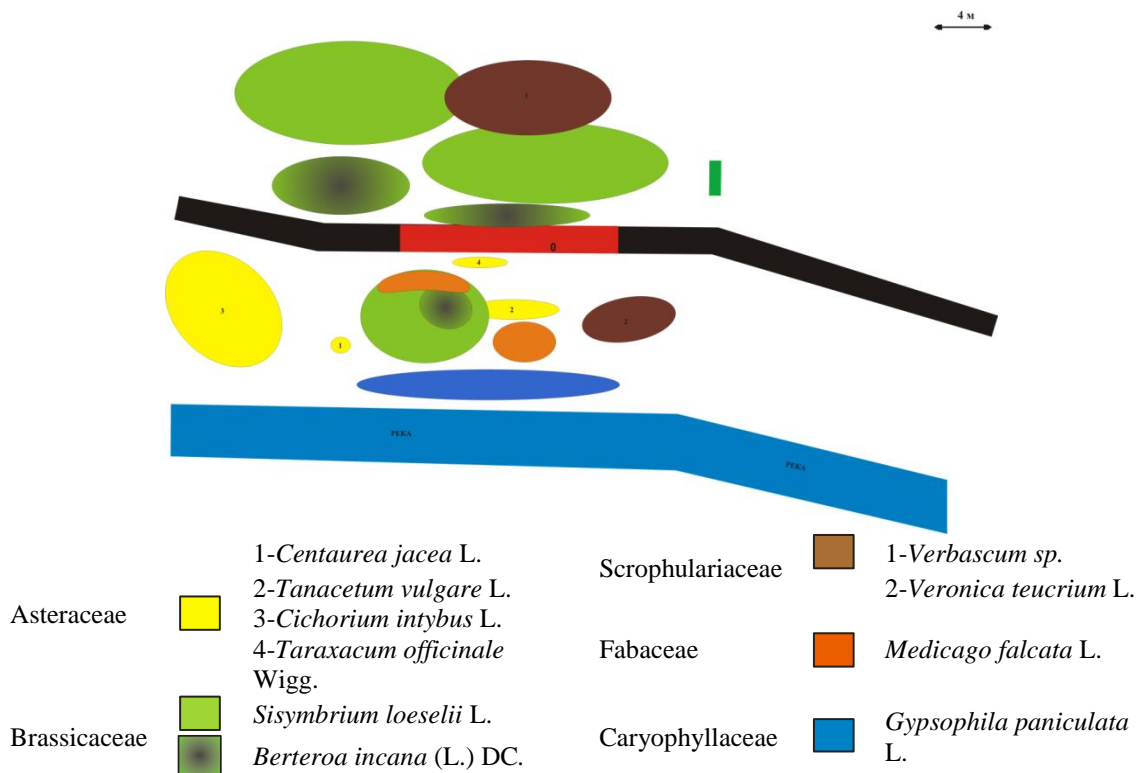 4 м
1
0
4
3
2
2
1
РЕКА
РЕКА
1-Centaurea jacea L.
2-Tanacetum vulgare L.
Asteraceae
3-Cichorium intybus L.
4-Taraxacum officinale
Wigg.
Sisymbrium loeselii L.
Brassicaceae
Berteroa incana (L.) DC.
Scrophulariaceae
1-Verbascum sp.
2-Veronica teucrium L.
Fabaceae
Medicago falcata L.
Caryophyllaceae
Gypsophila paniculata
L.